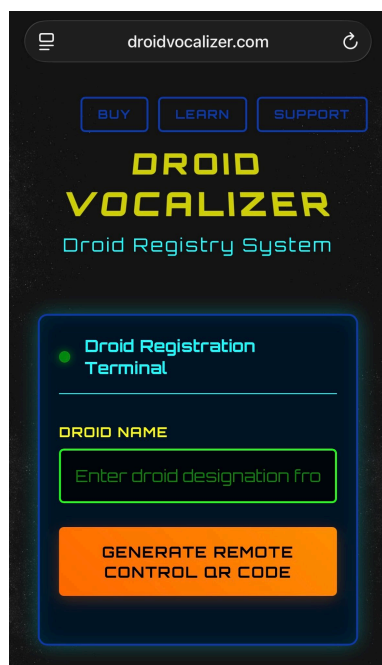 droidvocalizer.com
BUY LEARN SUPPORT
DROID
VOCALIZER
Droid Registry System
Droid Registration
Terminal
DROID NAME
Enter droid designation fro
GENERATE REMOTE
CONTROL QR CODE